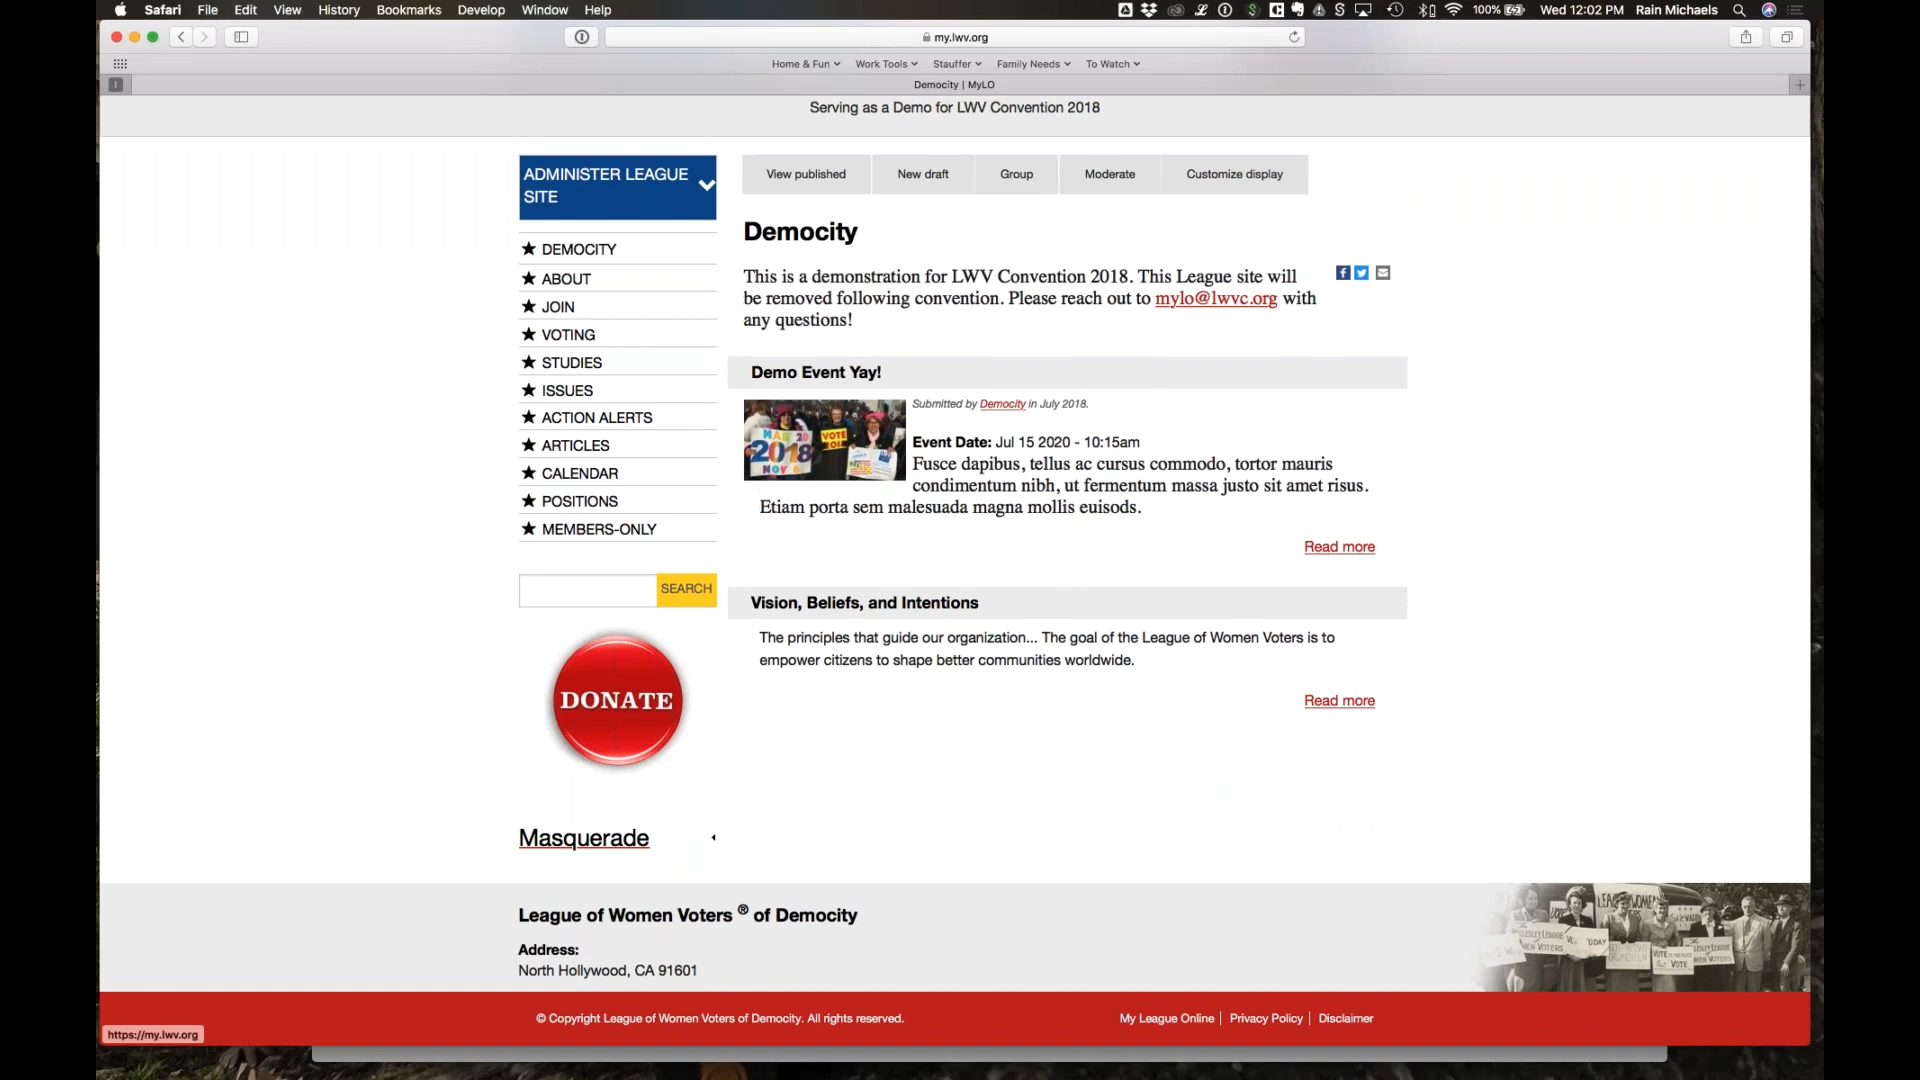 Safari File Edit View History Bookmarks Develop Window Help 100% Wed 12:02 PM Rain Michaels
my.lwv.org
Home & Fun Work Tools Stauffer Family Needs To Watch
Democity | MyLO
Serving as a Demo for LWV Convention 2018
ADMINISTER LEAGUE
SITE
DEMOCITY
ABOUT
JOIN
VOTING
STUDIES
ISSUES
ACTION ALERTS
ARTICLES
CALENDAR
POSITIONS
MEMBERS-ONLY
SEARCH
DONATE
Masquerade
View published New draft Group Moderate Customize display
Democity
This is a demonstration for LWV Convention 2018. This League site will
be removed following convention. Please reach out to mylo@lwvc.org with
any questions!
Demo Event Yay!
2018
NOV 6
VOTE
Submitted by Democity in July 2018.
Event Date: Jul 15 2020 - 10:15am
Fusce dapibus, tellus ac cursus commodo, tortor mauris
condimentum nibh, ut fermentum massa justo sit amet risus.
Etiam porta sem malesuada magna mollis euisods.
Read more
Vision, Beliefs, and Intentions
The principles that guide our organization... The goal of the League of Women Voters is to
empower citizens to shape better communities worldwide.
Read more
League of Women Voters ® of Democity
Address:
North Hollywood, CA 91601
© Copyright League of Women Voters of Democity. All rights reserved.
My League Online | Privacy Policy | Disclaimer
https://my.lwv.org